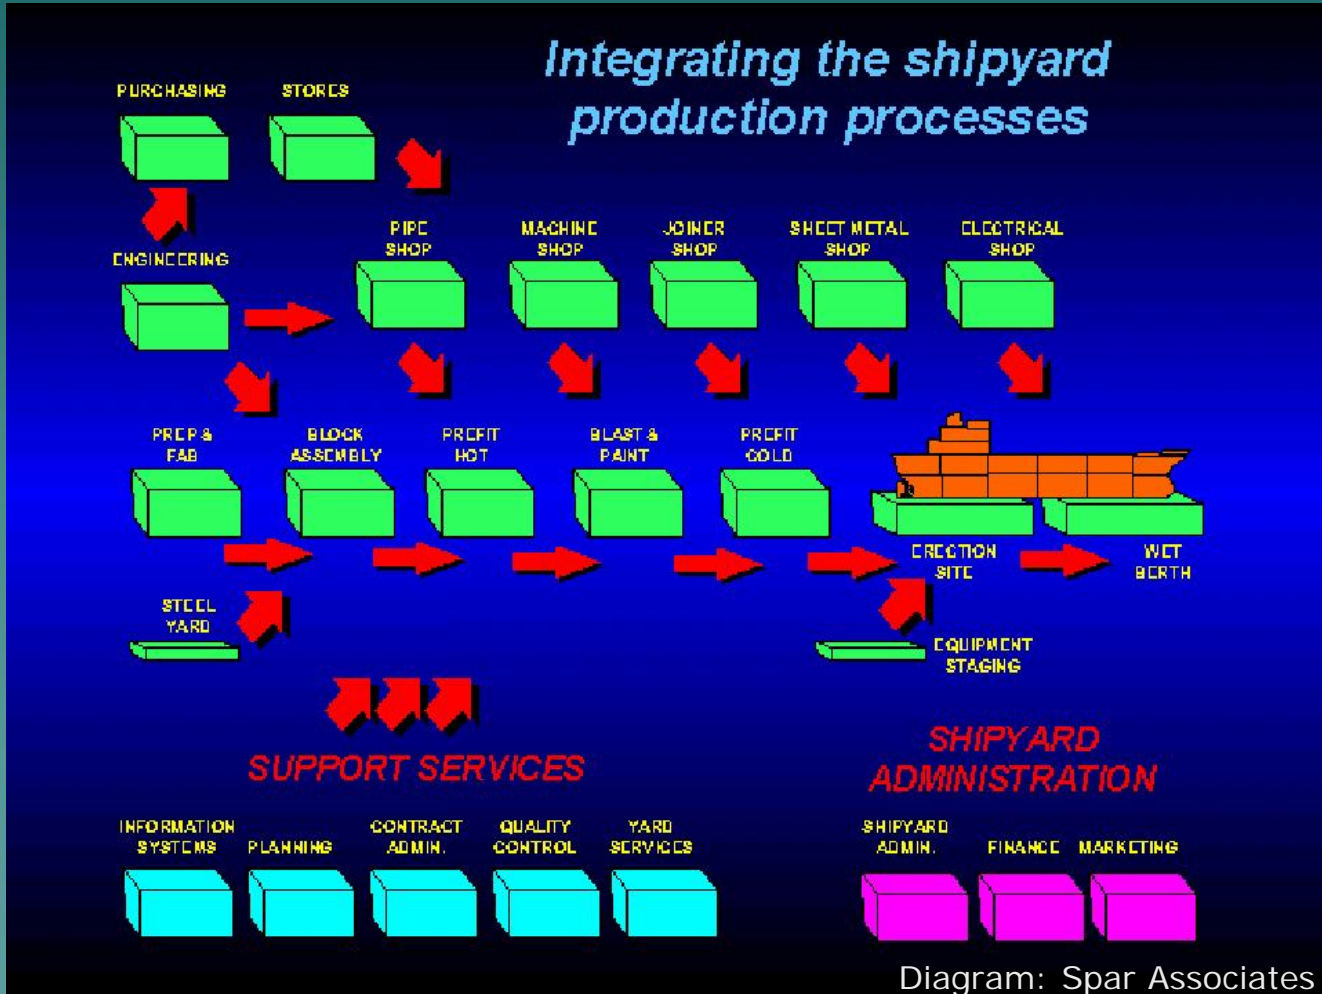 Integrating the shipyard
production processes
PURCHASING
STORES
PIPE
SHOP
MACHINE
SHOP
JOINER
SHOP
SHEET METAL
SHOP
ELECTRICAL
SHOP
ENGINEERING
PREP &
FAB
BLOCK
ASSEMBLY
PREFIT
HOT
BLAST &
PAINT
PREFIT
COLD
ERECTION
SITE
WET
BERTH
STEEL
YARD
EQUIPMENT
STAGING
SUPPORT SERVICES
SHIPYARD
ADMINISTRATION
INFORMATION
SYSTEMS
PLANNING
CONTRACT
ADMIN.
QUALITY
CONTROL
YARD
SERVICES
SHIPYARD
ADMIN.
FINANCE
MARKETING
Diagram: Spar Associates